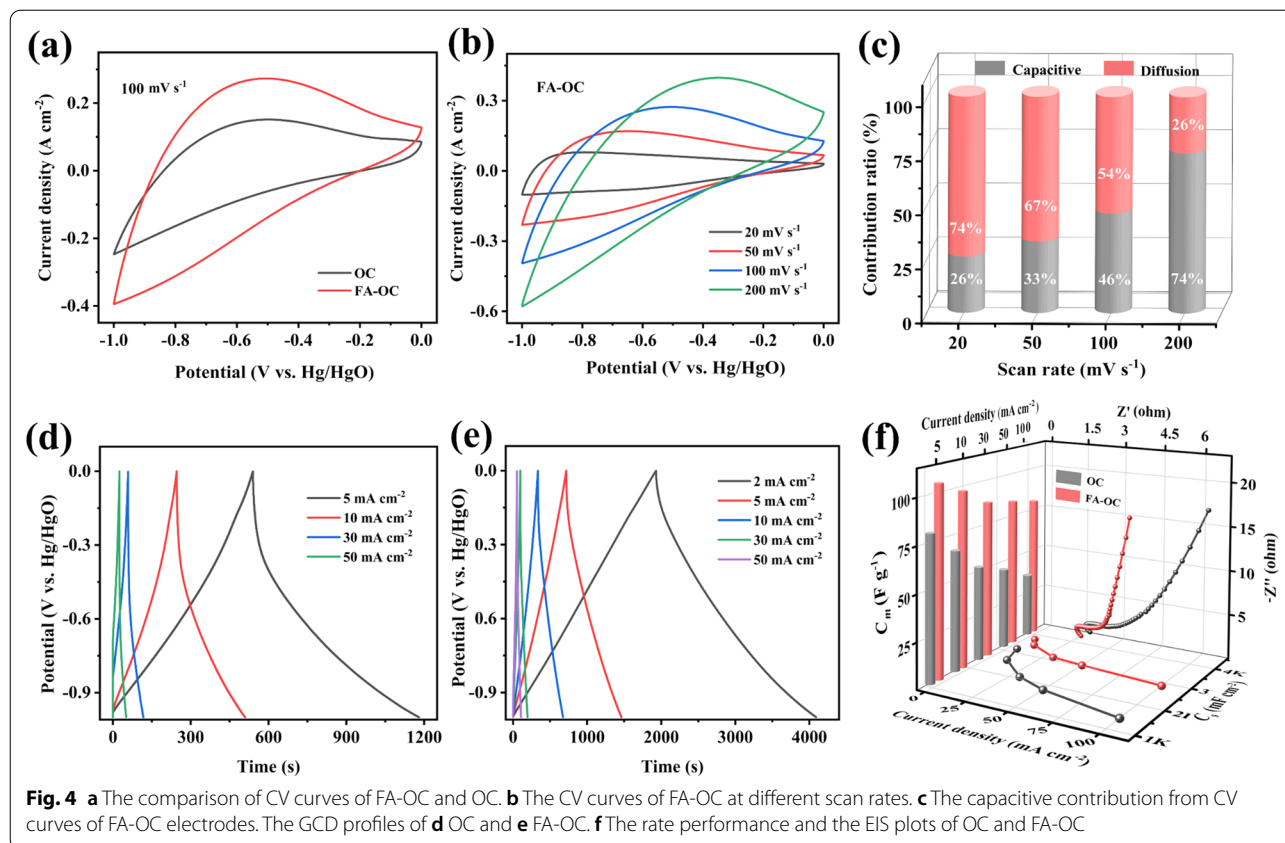 (a)
100 mV s⁻¹
OC
FA-OC
0.2
0.0
-0.2
-0.4
Current density (A cm⁻²)
-1.0 -0.8 -0.6 -0.4 -0.2 0.0
Potential (V vs. Hg/HgO)
(b)
FA-OC
20 mV s⁻¹
50 mV s⁻¹
100 mV s⁻¹
200 mV s⁻¹
0.3
0.0
-0.3
-0.6
Current density (A cm⁻²)
-1.0 -0.8 -0.6 -0.4 -0.2 0.0
Potential (V vs. Hg/HgO)
(c)
Capacitive Diffusion
100
75
50
25
0
Contribution ratio (%)
74% 67% 54% 26%
26% 33% 46% 74%
20 50 100 200
Scan rate (mV s⁻¹)
(d)
5 mA cm⁻²
10 mA cm⁻²
30 mA cm⁻²
50 mA cm⁻²
0.0
-0.3
-0.6
-0.9
Potential (V vs. Hg/HgO)
0 300 600 900 1200
Time (s)
(e)
2 mA cm⁻²
5 mA cm⁻²
10 mA cm⁻²
30 mA cm⁻²
50 mA cm⁻²
0.0
-0.3
-0.6
-0.9
Potential (V vs. Hg/HgO)
0 1000 2000 3000 4000
Time (s)
(f)
Current density (mA cm⁻²)
5 10 30 50 100
Z' (ohm)
0 1.5 3 4.5 6
OC
FA-OC
100
75
50
25
Cₘ (F g⁻¹)
20
15
10
5
-Z'' (ohm)
0 25 50 75 100
Current density (mA cm⁻²)
4K
-3
21
1K
Cₛ (mF cm⁻²)
Fig. 4 a The comparison of CV curves of FA-OC and OC. b The CV curves of FA-OC at different scan rates. c The capacitive contribution from CV
curves of FA-OC electrodes. The GCD profiles of d OC and e FA-OC. f The rate performance and the EIS plots of OC and FA-OC